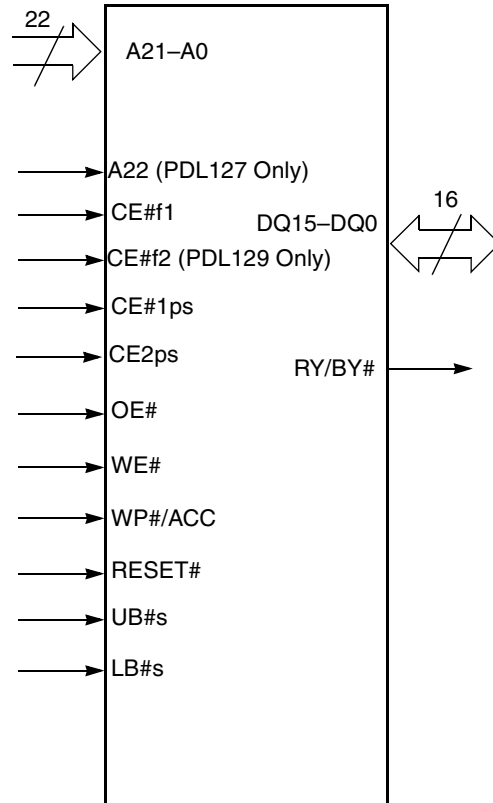 22
A21–A0
A22 (PDL127 Only)
CE#f1
16
DQ15–DQ0
CE#f2 (PDL129 Only)
CE#1ps
CE2ps
RY/BY#
OE#
WE#
WP#/ACC
RESET#
UB#s
LB#s